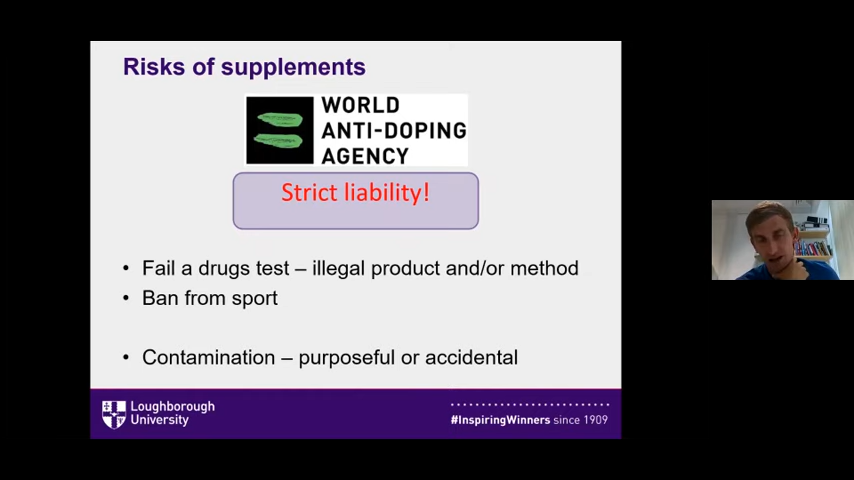 Risks of supplements
WORLD
ANTI-DOPING
AGENCY
Strict liability!
• Fail a drugs test – illegal product and/or method
• Ban from sport
• Contamination – purposeful or accidental
Loughborough
University
#InspiringWinners since 1909